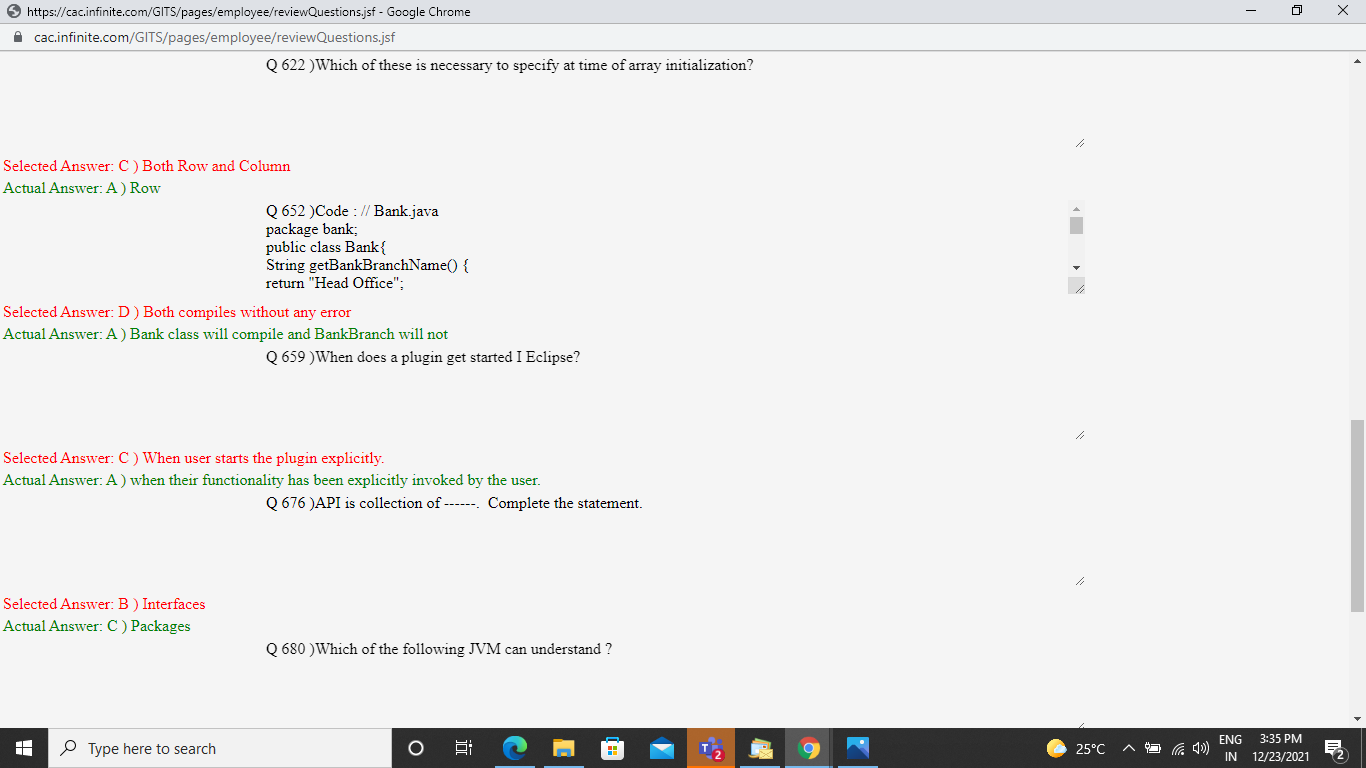 https://cac.infinite.com/GITS/pages/employee/reviewQuestions.jsf - Google Chrome
cac.infinite.com/GITS/pages/employee/reviewQuestions.jsf
Q 622 )Which of these is necessary to specify at time of array initialization?
Selected Answer: C ) Both Row and Column
Actual Answer: A ) Row
Q 652 )Code : // Bank.java
package bank;
public class Bank{
String getBankBranchName() {
return "Head Office";
Selected Answer: D ) Both compiles without any error
Actual Answer: A ) Bank class will compile and BankBranch will not
Q 659 )When does a plugin get started I Eclipse?
Selected Answer: C ) When user starts the plugin explicitly.
Actual Answer: A ) when their functionality has been explicitly invoked by the user.
Q 676 )API is collection of ------.  Complete the statement.
Selected Answer: B ) Interfaces
Actual Answer: C ) Packages
Q 680 )Which of the following JVM can understand ?
Type here to search
T
2
25°C
ENG
IN
3:35 PM
12/23/2021
2